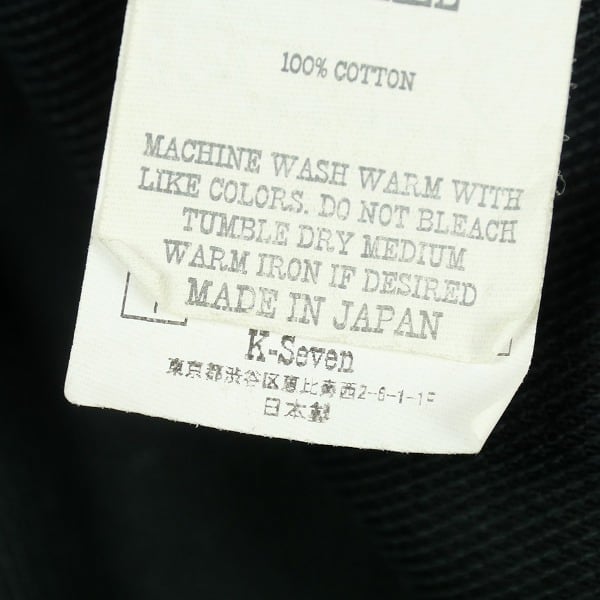 100% COTTON
MACHINE WASH WARM WITH
LIKE COLORS. DO NOT BLEACH
TUMBLE DRY MEDIUM
WARM IRON IF DESIRED
MADE IN JAPAN
K-Seven
東京都渋谷区恵比寿西2-6-1-1F
日本製